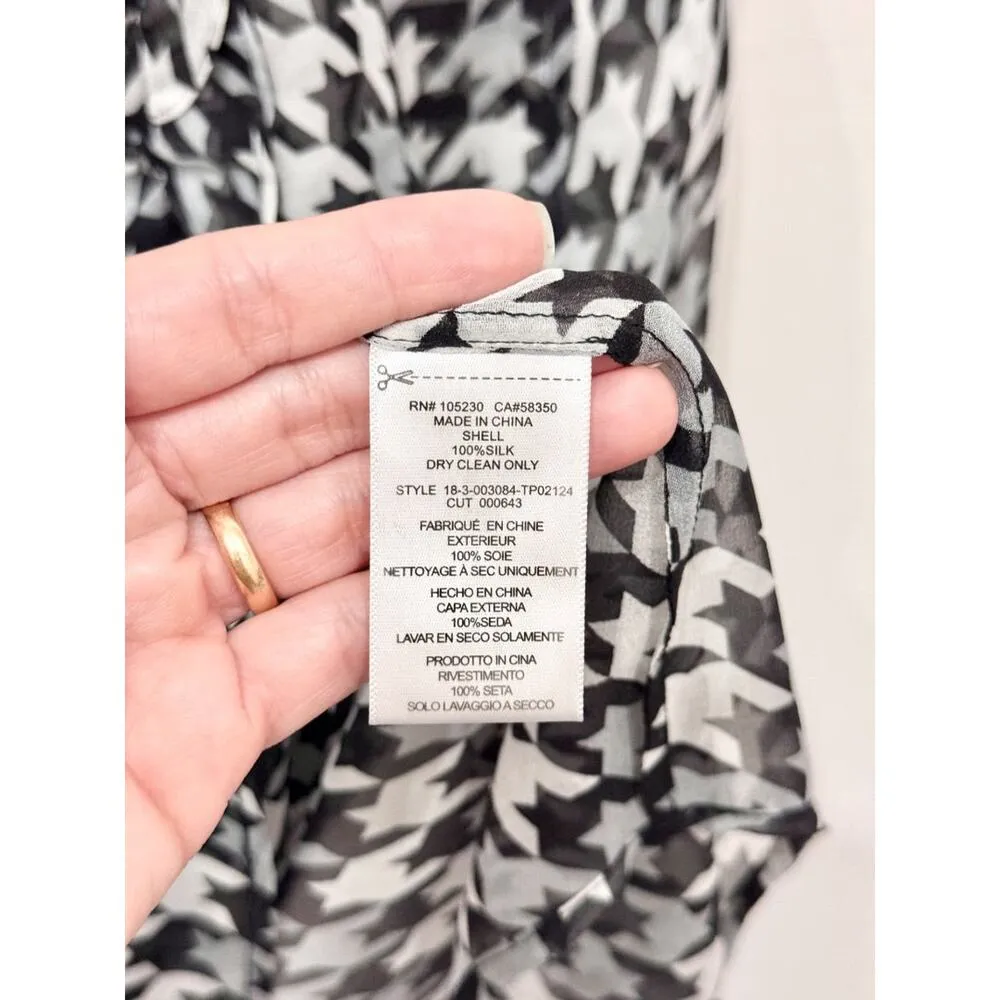 RN# 105230 CA#58350
MADE IN CHINA
SHELL
100%SILK
DRY CLEAN ONLY
STYLE 18-3-003084-TP02124
CUT 000643
FABRIQUÉ EN CHINE
EXTERIEUR
100% SOIE
NETTOYAGE À SEC UNIQUEMENT
HECHO EN CHINA
CAPA EXTERNA
100%SEDA
LAVAR EN SECO SOLAMENTE
PRODOTTO IN CINA
RIVESTIMENTO
100% SETA
SOLO LAVAGGIO A SECCO